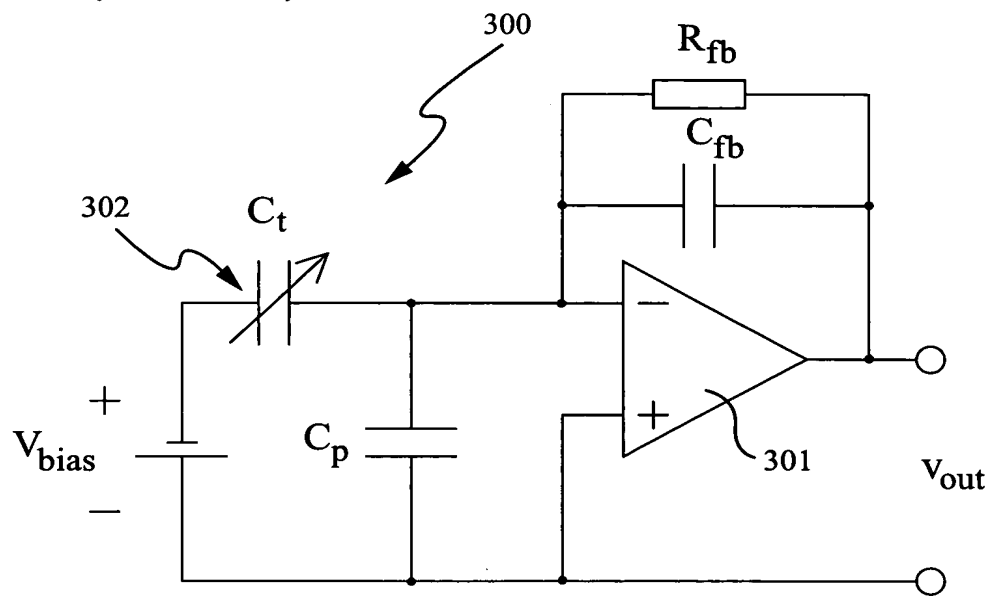 300
R_fb
C_fb
302
C_t
−
+
V_bias
−
C_p
+
301
v_out